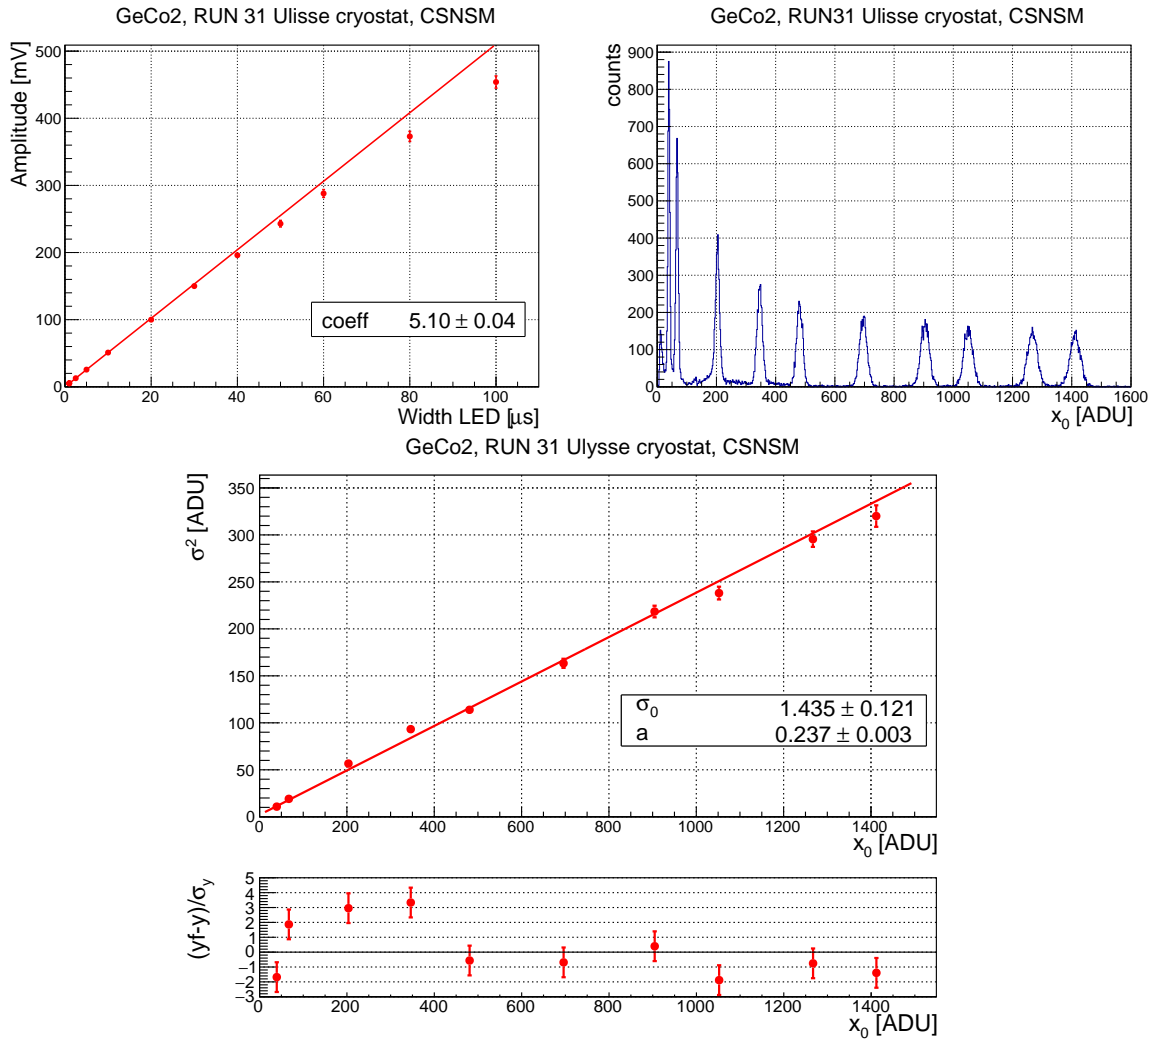 GeCo2, RUN 31 Ulisse cryostat, CSNSM
Amplitude [mV]
500
400
300
200
100
0
coeff 5.10 ± 0.04
0 20 40 60 80 100
Width LED [μs]
GeCo2, RUN31 Ulisse cryostat, CSNSM
counts
900
800
700
600
500
400
300
200
100
0
0 200 400 600 800 1000 1200 1400 1600
x₀ [ADU]
GeCo2, RUN 31 Ulysse cryostat, CSNSM
σ² [ADU]
350
300
250
200
150
100
50
0
σ₀ 1.435 ± 0.121
a 0.237 ± 0.003
0 200 400 600 800 1000 1200 1400
x₀ [ADU]
(yf-y)/σy
5
4
3
2
1
0
−1
−2
−3
0 200 400 600 800 1000 1200 1400
x₀ [ADU]